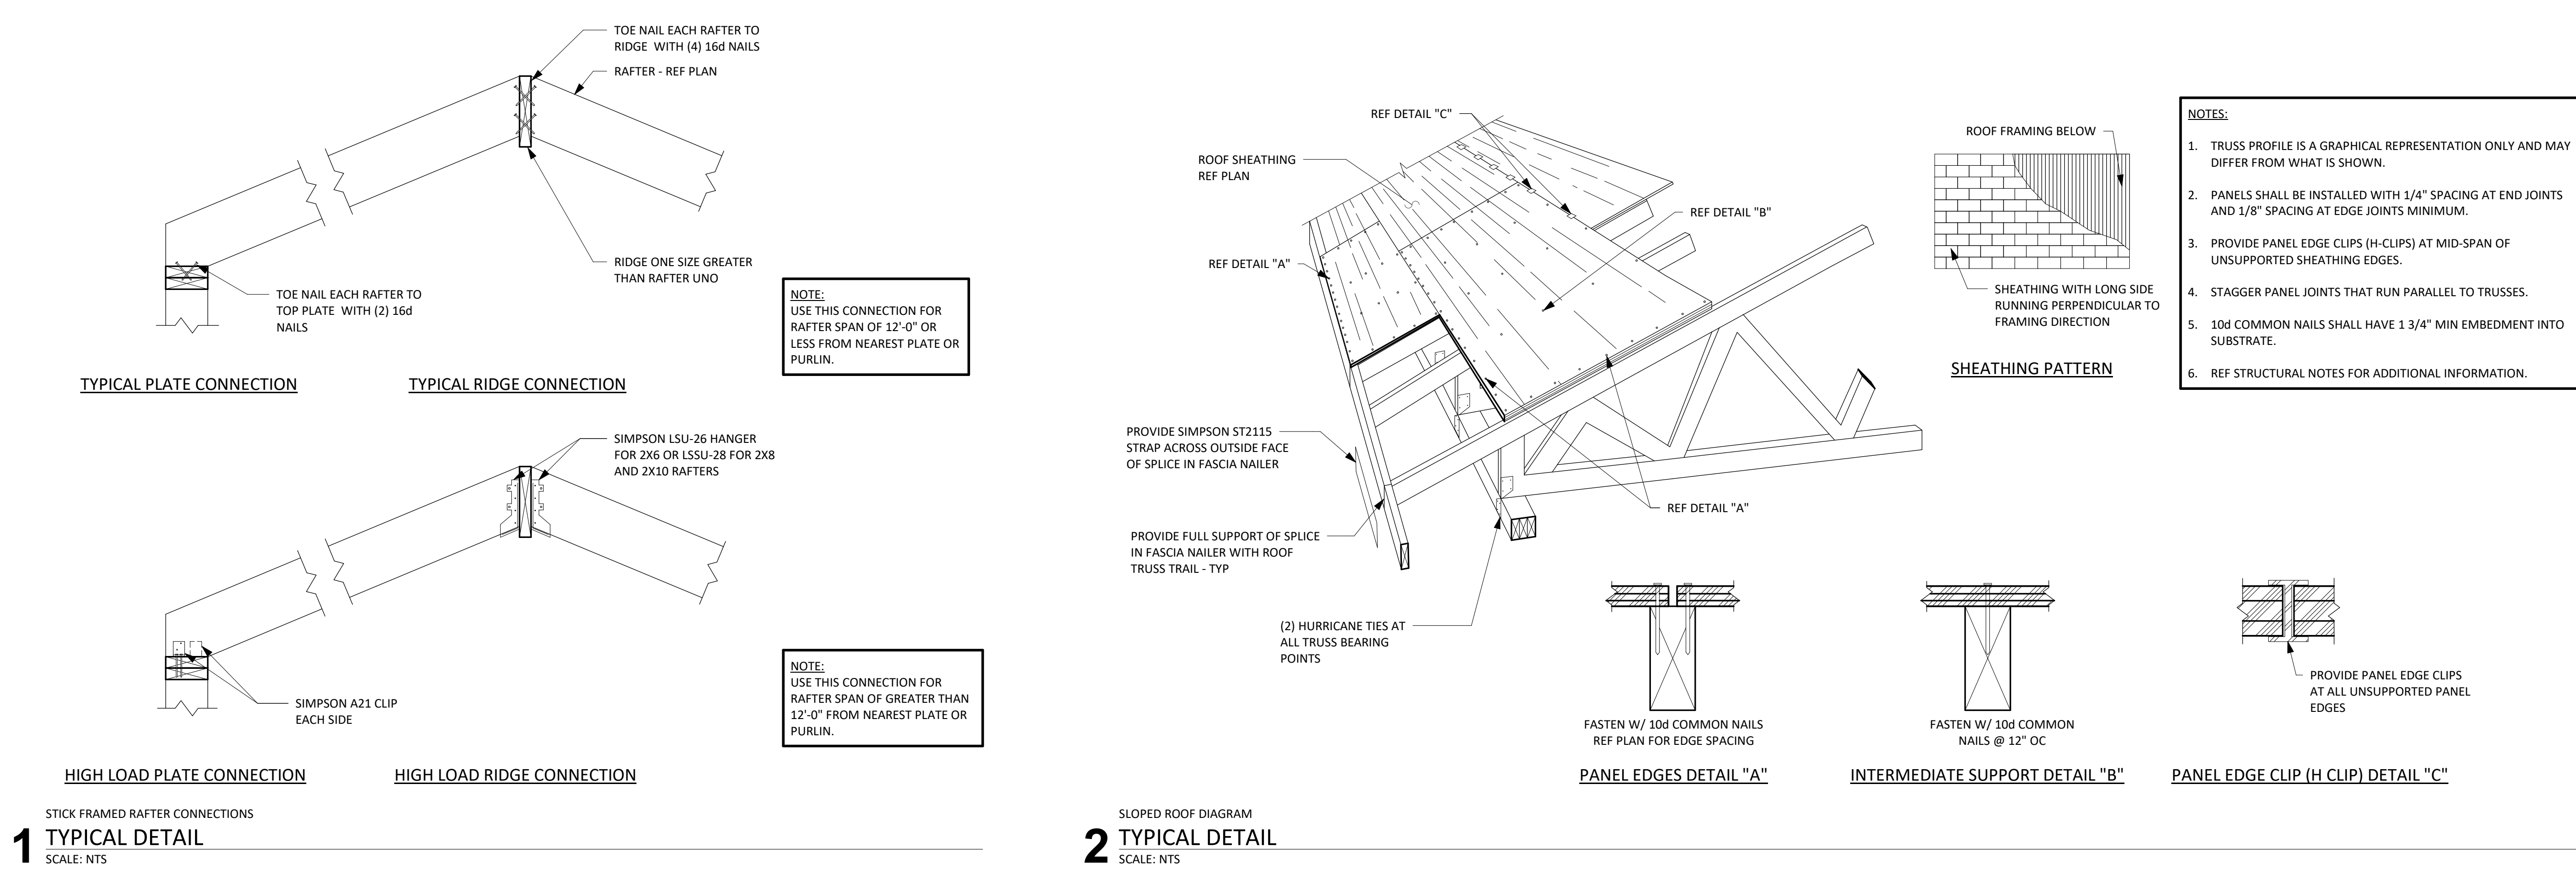 TOE NAIL EACH RAFTER TO
RIDGE WITH (4) 16d NAILS
RAFTER - REF PLAN
RIDGE ONE SIZE GREATER
THAN RAFTER UNO
TOE NAIL EACH RAFTER TO
TOP PLATE WITH (2) 16d
NAILS
NOTE:
USE THIS CONNECTION FOR
RAFTER SPAN OF 12'-0" OR
LESS FROM NEAREST PLATE OR
PURLIN.
TYPICAL PLATE CONNECTION
TYPICAL RIDGE CONNECTION
SIMPSON LSU-26 HANGER
FOR 2X6 OR LSSU-28 FOR 2X8
AND 2X10 RAFTERS
SIMPSON A21 CLIP
EACH SIDE
NOTE:
USE THIS CONNECTION FOR
RAFTER SPAN OF GREATER THAN
12'-0" FROM NEAREST PLATE OR
PURLIN.
HIGH LOAD PLATE CONNECTION
HIGH LOAD RIDGE CONNECTION
STICK FRAMED RAFTER CONNECTIONS
1 TYPICAL DETAIL
SCALE: NTS
REF DETAIL "C"
ROOF SHEATHING
REF PLAN
REF DETAIL "B"
REF DETAIL "A"
PROVIDE SIMPSON ST2115
STRAP ACROSS OUTSIDE FACE
OF SPLICE IN FASCIA NAILER
REF DETAIL "A"
PROVIDE FULL SUPPORT OF SPLICE
IN FASCIA NAILER WITH ROOF
TRUSS TRAIL - TYP
(2) HURRICANE TIES AT
ALL TRUSS BEARING
POINTS
ROOF FRAMING BELOW
SHEATHING WITH LONG SIDE
RUNNING PERPENDICULAR TO
FRAMING DIRECTION
SHEATHING PATTERN
NOTES:
1. TRUSS PROFILE IS A GRAPHICAL REPRESENTATION ONLY AND MAY
DIFFER FROM WHAT IS SHOWN.
2. PANELS SHALL BE INSTALLED WITH 1/4" SPACING AT END JOINTS
AND 1/8" SPACING AT EDGE JOINTS MINIMUM.
3. PROVIDE PANEL EDGE CLIPS (H-CLIPS) AT MID-SPAN OF
UNSUPPORTED SHEATHING EDGES.
4. STAGGER PANEL JOINTS THAT RUN PARALLEL TO TRUSSES.
5. 10d COMMON NAILS SHALL HAVE 1 3/4" MIN EMBEDMENT INTO
SUBSTRATE.
6. REF STRUCTURAL NOTES FOR ADDITIONAL INFORMATION.
FASTEN W/ 10d COMMON NAILS
REF PLAN FOR EDGE SPACING
PANEL EDGES DETAIL "A"
FASTEN W/ 10d COMMON
NAILS @ 12" OC
INTERMEDIATE SUPPORT DETAIL "B"
PROVIDE PANEL EDGE CLIPS
AT ALL UNSUPPORTED PANEL
EDGES
PANEL EDGE CLIP (H CLIP) DETAIL "C"
SLOPED ROOF DIAGRAM
2 TYPICAL DETAIL
SCALE: NTS